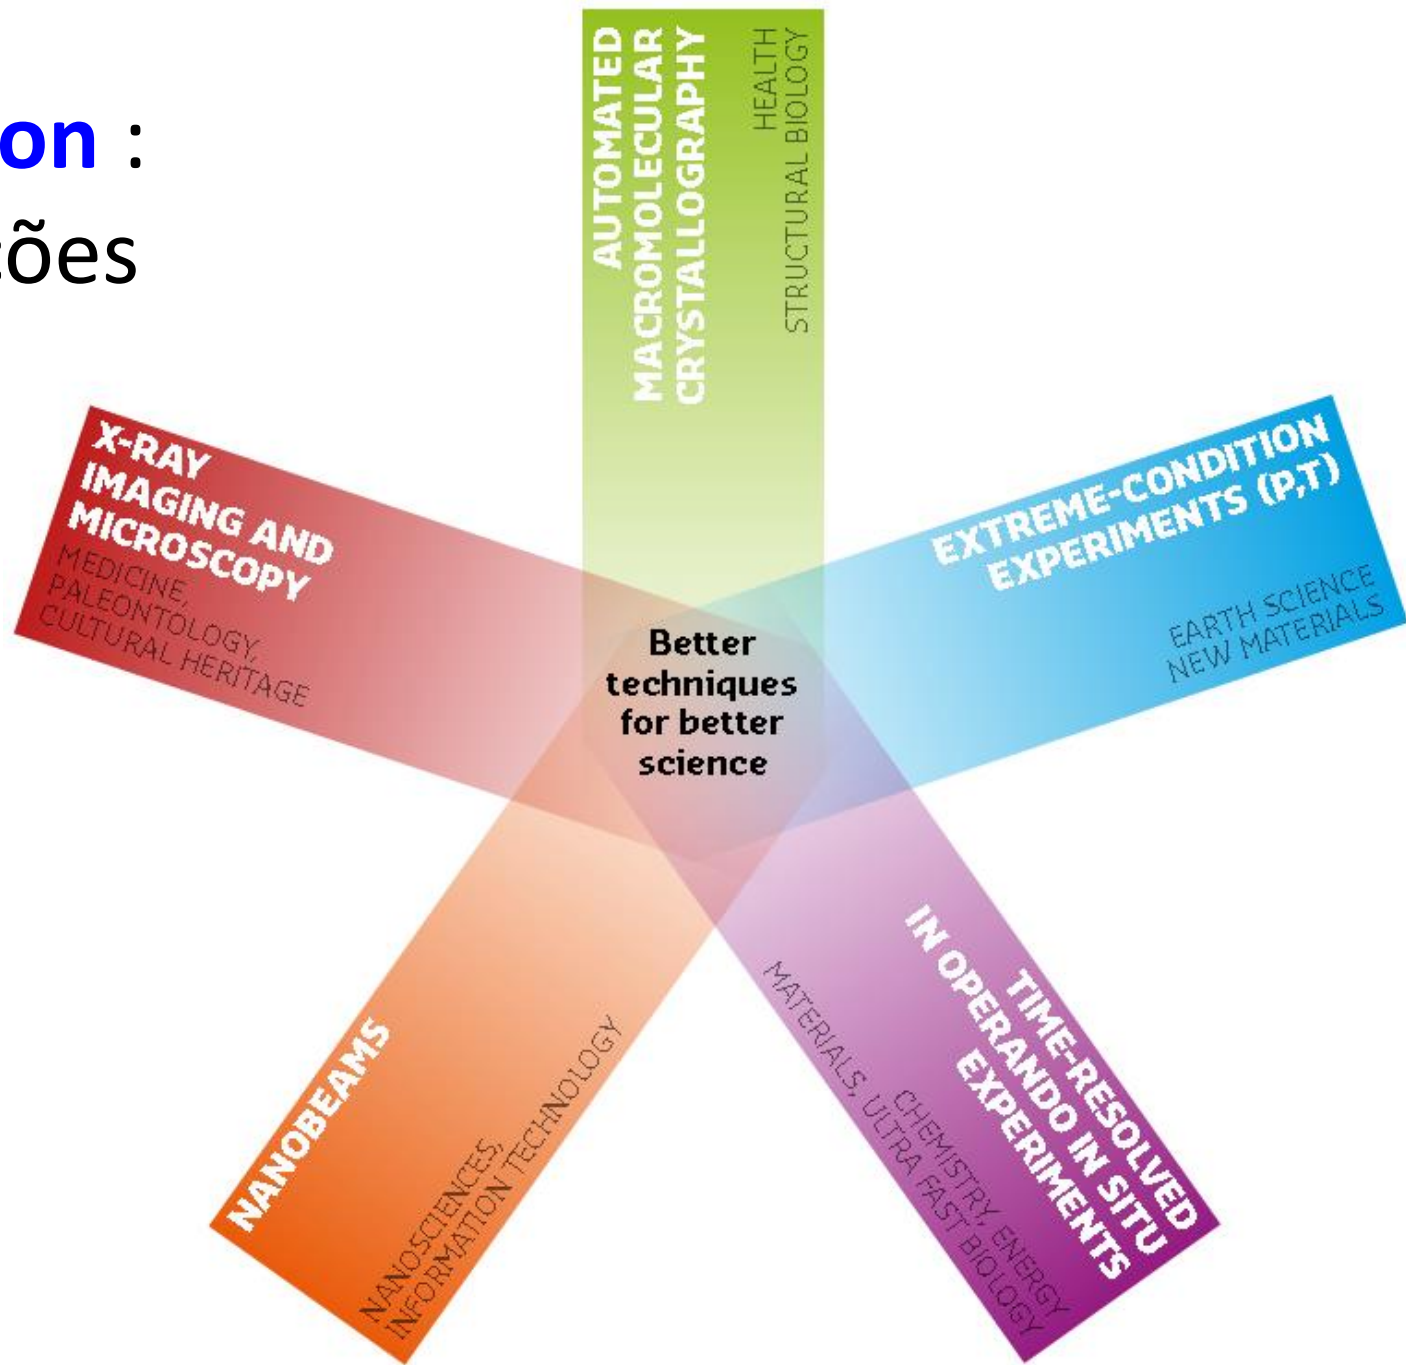 on :
ções
AUTOMATED
MACROMOLECULAR
CRYSTALLOGRAPHY
HEALTH
STRUCTURAL BIOLOGY
X-RAY
IMAGING AND
MICROSCOPY
MEDICINE,
PALEONTOLOGY,
CULTURAL HERITAGE
EXTREME-CONDITION
EXPERIMENTS (P,T)
EARTH SCIENCE
NEW MATERIALS
Better
techniques
for better
science
NANOBEAMS
NANOSCIENCES,
INFORMATION TECHNOLOGY
TIME-RESOLVED
IN OPERANDO IN SITU
EXPERIMENTS
CHEMISTRY, ENERGY
MATERIALS, ULTRA FAST BIOLOGY